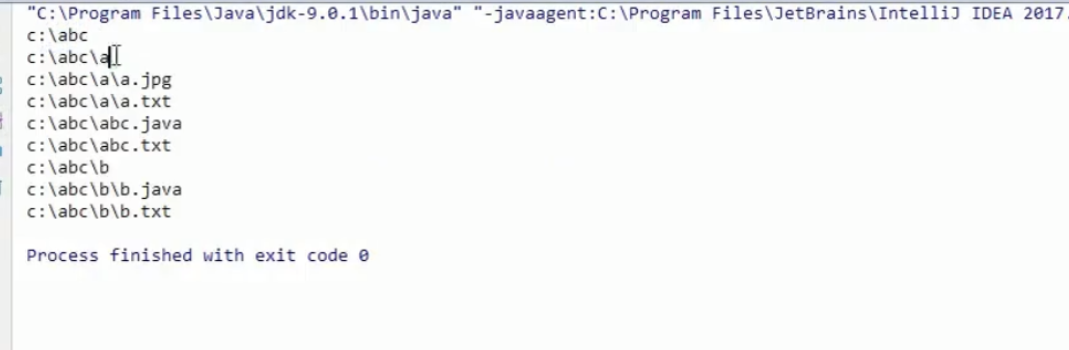 "C:\Program Files\Java\jdk-9.0.1\bin\java" "-javaagent:C:\Program Files\JetBrains\IntelliJ IDEA 2017.
c:\abc
c:\abc\a
c:\abc\a\a.jpg
c:\abc\a\a.txt
c:\abc\abc.java
c:\abc\abc.txt
c:\abc\b
c:\abc\b\b.java
c:\abc\b\b.txt
Process finished with exit code 0